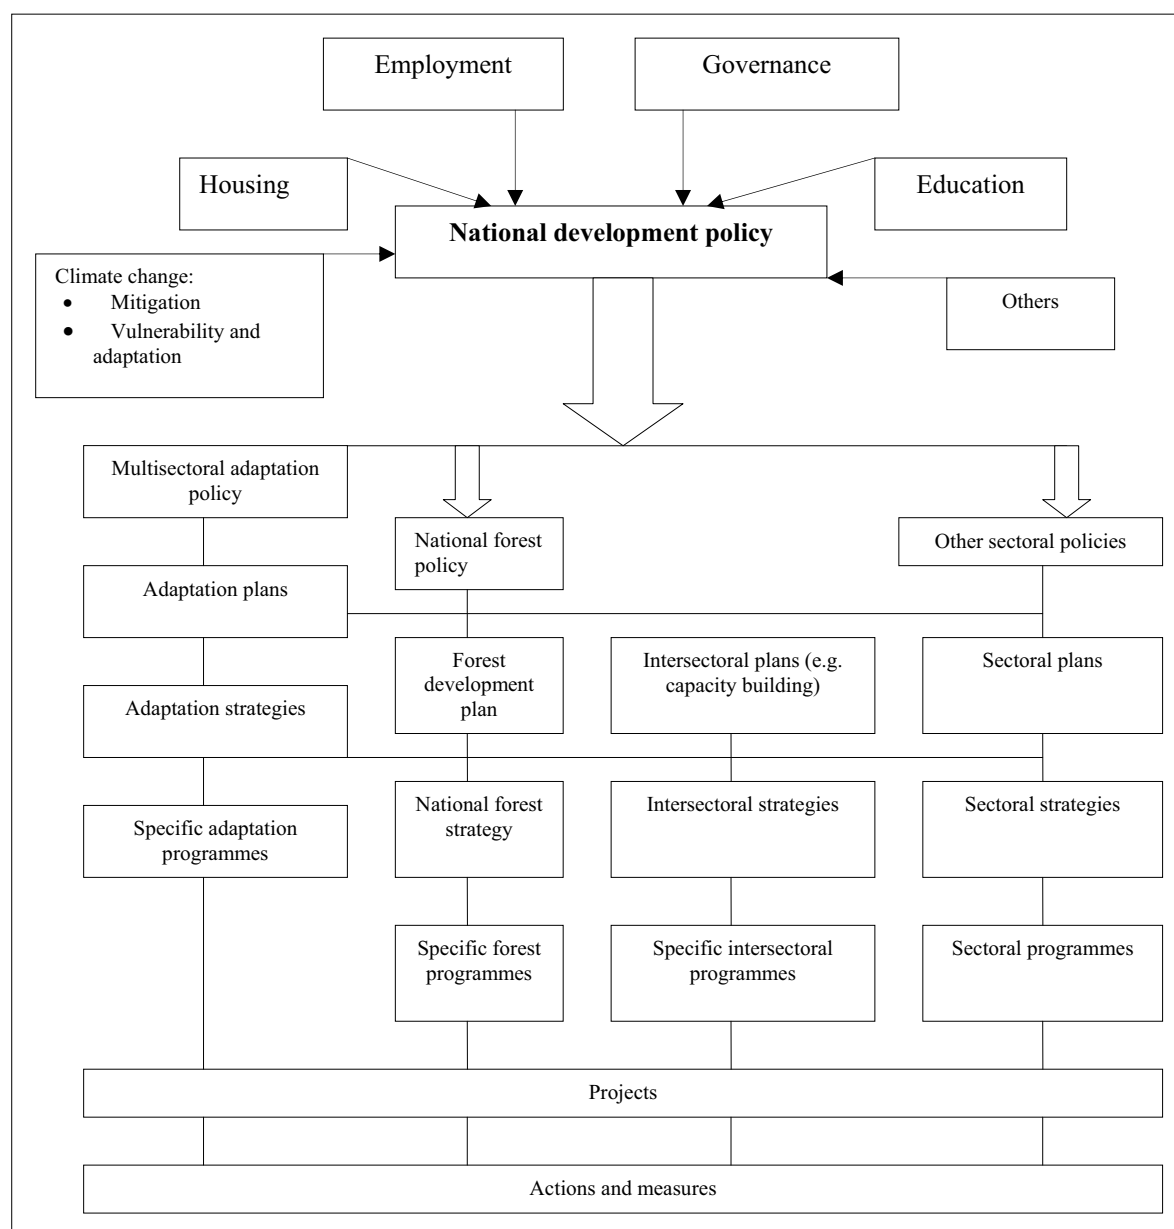 Employment
Governance
Housing
Education
National development policy
Climate change:
• Mitigation
• Vulnerability and
adaptation
Others
Multisectoral adaptation
policy
National forest
policy
Other sectoral policies
Adaptation plans
Forest
development
plan
Intersectoral plans (e.g.
capacity building)
Sectoral plans
Adaptation strategies
National forest
strategy
Intersectoral strategies
Sectoral strategies
Specific adaptation
programmes
Specific forest
programmes
Specific intersectoral
programmes
Sectoral programmes
Projects
Actions and measures